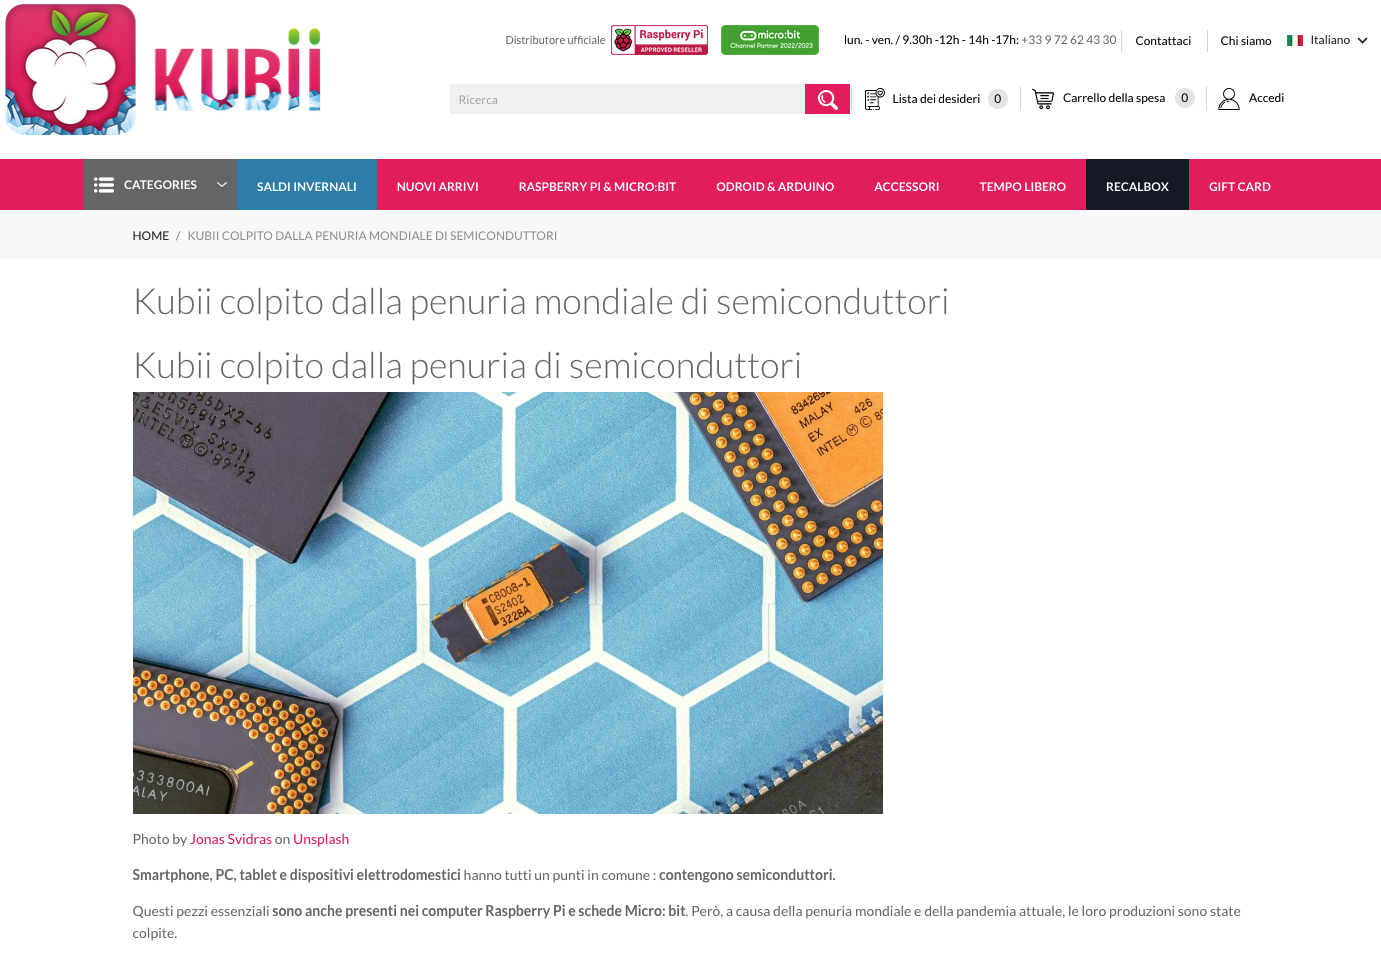 KUBii
Distributore ufficiale
Raspberry Pi
APPROVED RESELLER
micro:bit
Channel Partner 2022/2023
lun. - ven. / 9.30h -12h - 14h -17h: +33 9 72 62 43 30
Contattaci
Chi siamo
Italiano
Ricerca
Lista dei desideri 0
Carrello della spesa 0
Accedi
CATEGORIES
SALDI INVERNALI
NUOVI ARRIVI
RASPBERRY PI & MICRO:BIT
ODROID & ARDUINO
ACCESSORI
TEMPO LIBERO
RECALBOX
GIFT CARD
HOME / KUBII COLPITO DALLA PENURIA MONDIALE DI SEMICONDUTTORI
Kubii colpito dalla penuria mondiale di semiconduttori
Kubii colpito dalla penuria di semiconduttori
86DX2-66
&E5V1X SX911
INTEL Ⓜ © '89'92
MALAY 426
EX
INTEL Ⓜ ©
C8008-1
S2402
3228A
333800AI
MALAY
Photo by Jonas Svidras on Unsplash
Smartphone, PC, tablet e dispositivi elettrodomestici hanno tutti un punti in comune : contengono semiconduttori.
Questi pezzi essenziali sono anche presenti nei computer Raspberry Pi e schede Micro: bit. Però, a causa della penuria mondiale e della pandemia attuale, le loro produzioni sono state
colpite.